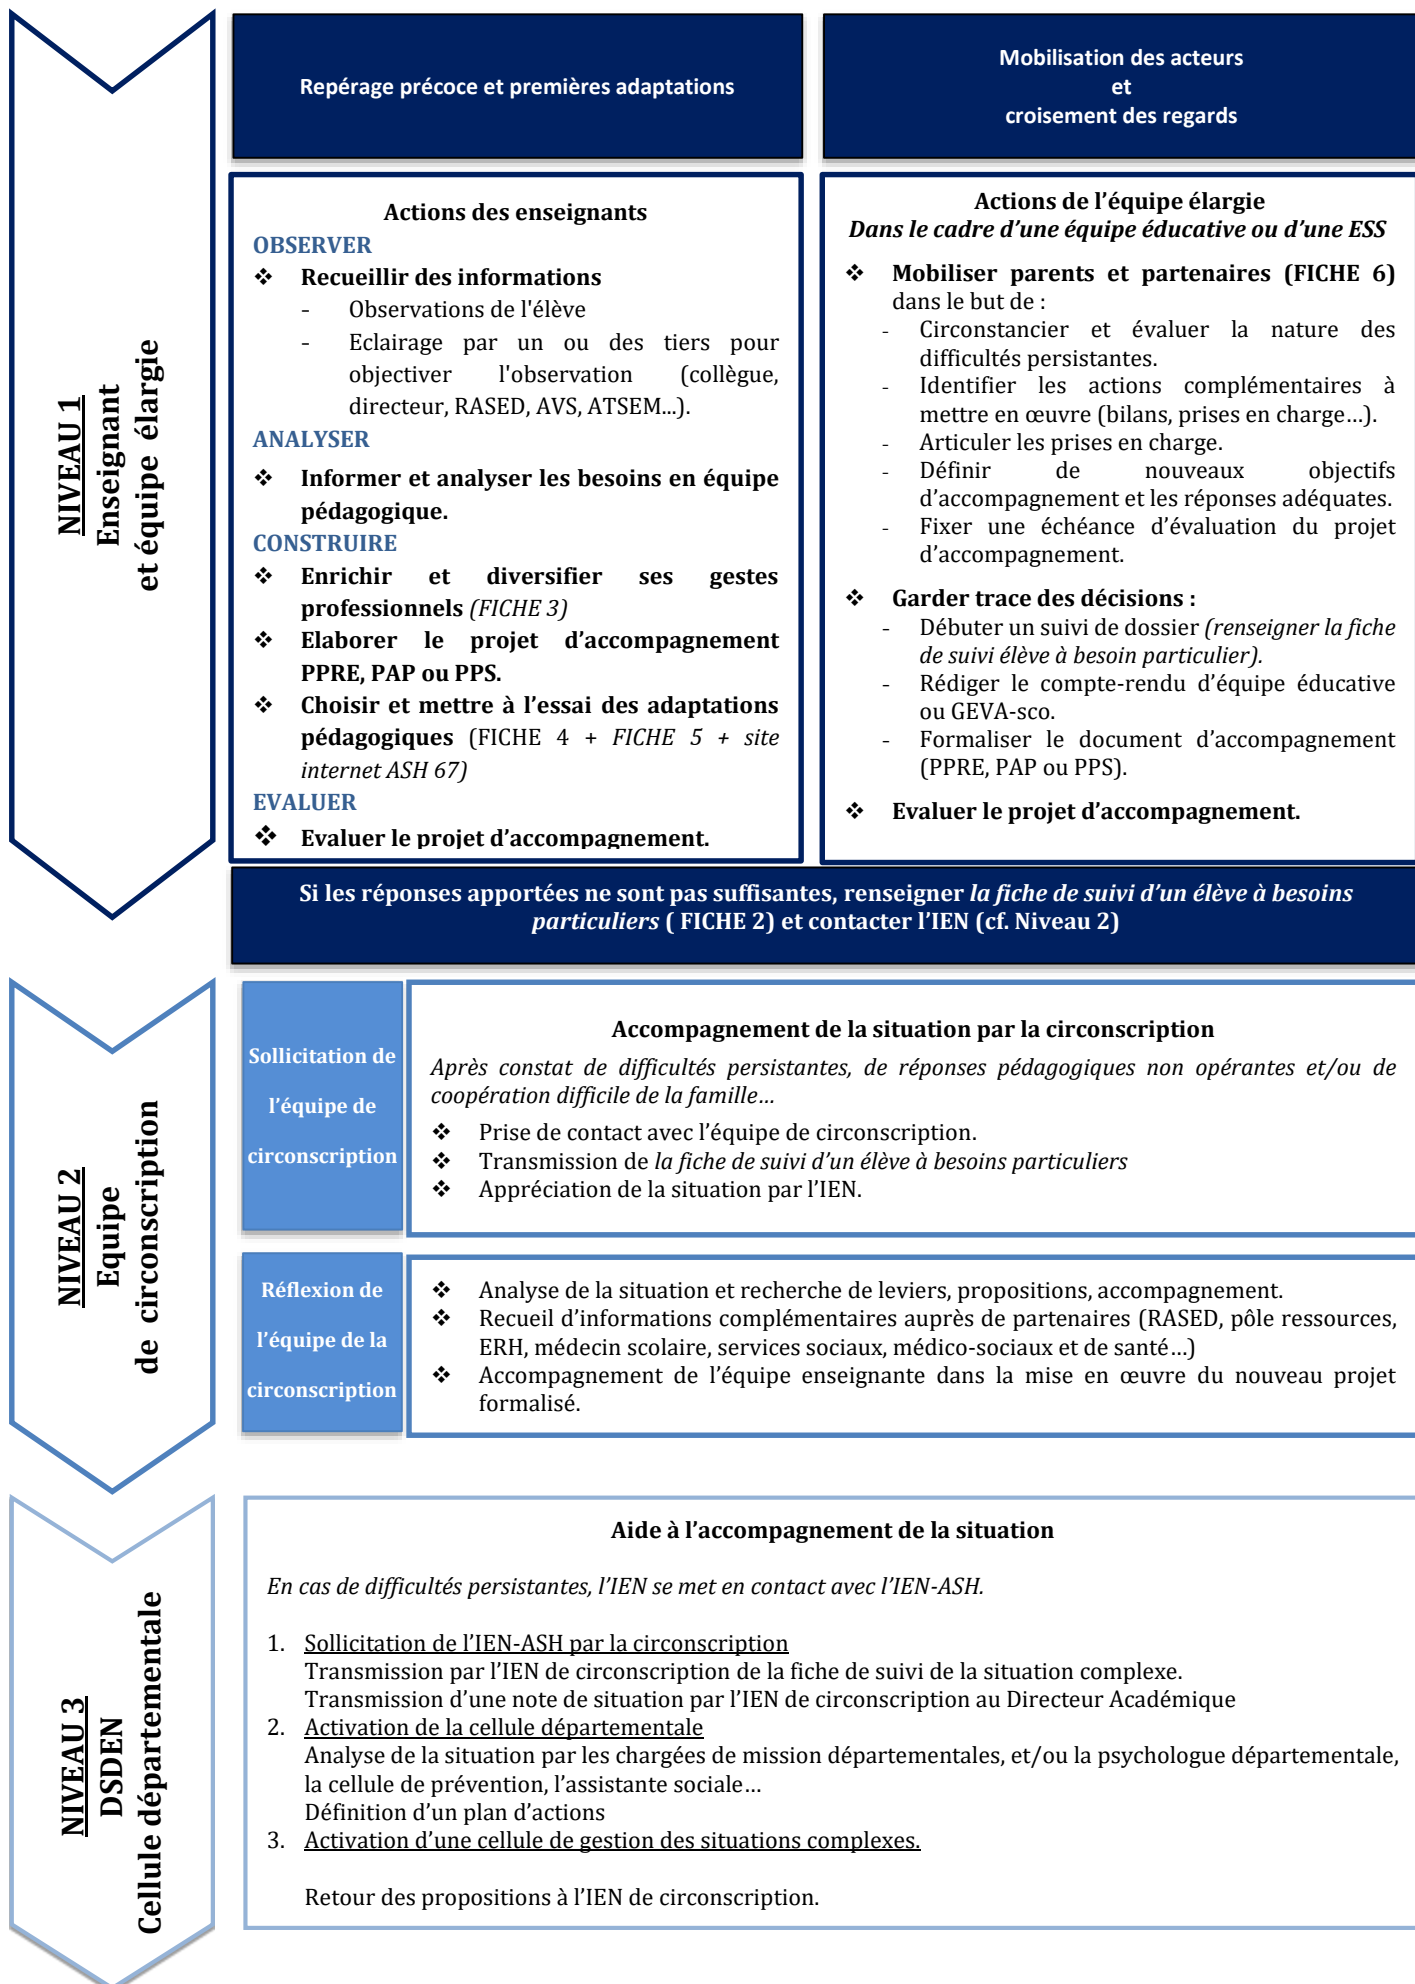 NIVEAU 1
Enseignant
et équipe élargie
Repérage précoce et premières adaptations
Mobilisation des acteurs
et
croisement des regards
Actions des enseignants
OBSERVER
❖ Recueillir des informations
- Observations de l'élève
- Eclairage par un ou des tiers pour
objectiver l'observation (collègue,
directeur, RASED, AVS, ATSEM...).
ANALYSER
❖ Informer et analyser les besoins en équipe
pédagogique.
CONSTRUIRE
❖ Enrichir et diversifier ses gestes
professionnels (FICHE 3)
❖ Elaborer le projet d’accompagnement
PPRE, PAP ou PPS.
❖ Choisir et mettre à l’essai des adaptations
pédagogiques (FICHE 4 + FICHE 5 + site
internet ASH 67)
EVALUER
❖ Evaluer le projet d’accompagnement.
Actions de l’équipe élargie
Dans le cadre d’une équipe éducative ou d’une ESS
❖ Mobiliser parents et partenaires (FICHE 6)
dans le but de :
- Circonstancier et évaluer la nature des
difficultés persistantes.
- Identifier les actions complémentaires à
mettre en œuvre (bilans, prises en charge…).
- Articuler les prises en charge.
- Définir de nouveaux objectifs
d’accompagnement et les réponses adéquates.
- Fixer une échéance d’évaluation du projet
d’accompagnement.
❖ Garder trace des décisions :
- Débuter un suivi de dossier (renseigner la fiche
de suivi élève à besoin particulier).
- Rédiger le compte-rendu d’équipe éducative
ou GEVA-sco.
- Formaliser le document d’accompagnement
(PPRE, PAP ou PPS).
❖ Evaluer le projet d’accompagnement.
Si les réponses apportées ne sont pas suffisantes, renseigner la fiche de suivi d’un élève à besoins
particuliers ( FICHE 2) et contacter l’IEN (cf. Niveau 2)
NIVEAU 2
Equipe
de circonscription
Sollicitation de
l’équipe de
circonscription
Accompagnement de la situation par la circonscription
Après constat de difficultés persistantes, de réponses pédagogiques non opérantes et/ou de
coopération difficile de la famille…
❖ Prise de contact avec l’équipe de circonscription.
❖ Transmission de la fiche de suivi d’un élève à besoins particuliers
❖ Appréciation de la situation par l’IEN.
Réflexion de
l’équipe de la
circonscription
❖ Analyse de la situation et recherche de leviers, propositions, accompagnement.
❖ Recueil d’informations complémentaires auprès de partenaires (RASED, pôle ressources,
ERH, médecin scolaire, services sociaux, médico-sociaux et de santé…)
❖ Accompagnement de l’équipe enseignante dans la mise en œuvre du nouveau projet
formalisé.
NIVEAU 3
DSDEN
Cellule départementale
Aide à l’accompagnement de la situation
En cas de difficultés persistantes, l’IEN se met en contact avec l’IEN-ASH.
1. Sollicitation de l’IEN-ASH par la circonscription
Transmission par l’IEN de circonscription de la fiche de suivi de la situation complexe.
Transmission d’une note de situation par l’IEN de circonscription au Directeur Académique
2. Activation de la cellule départementale
Analyse de la situation par les chargées de mission départementales, et/ou la psychologue départementale,
la cellule de prévention, l’assistante sociale…
Définition d’un plan d’actions
3. Activation d’une cellule de gestion des situations complexes.
Retour des propositions à l’IEN de circonscription.